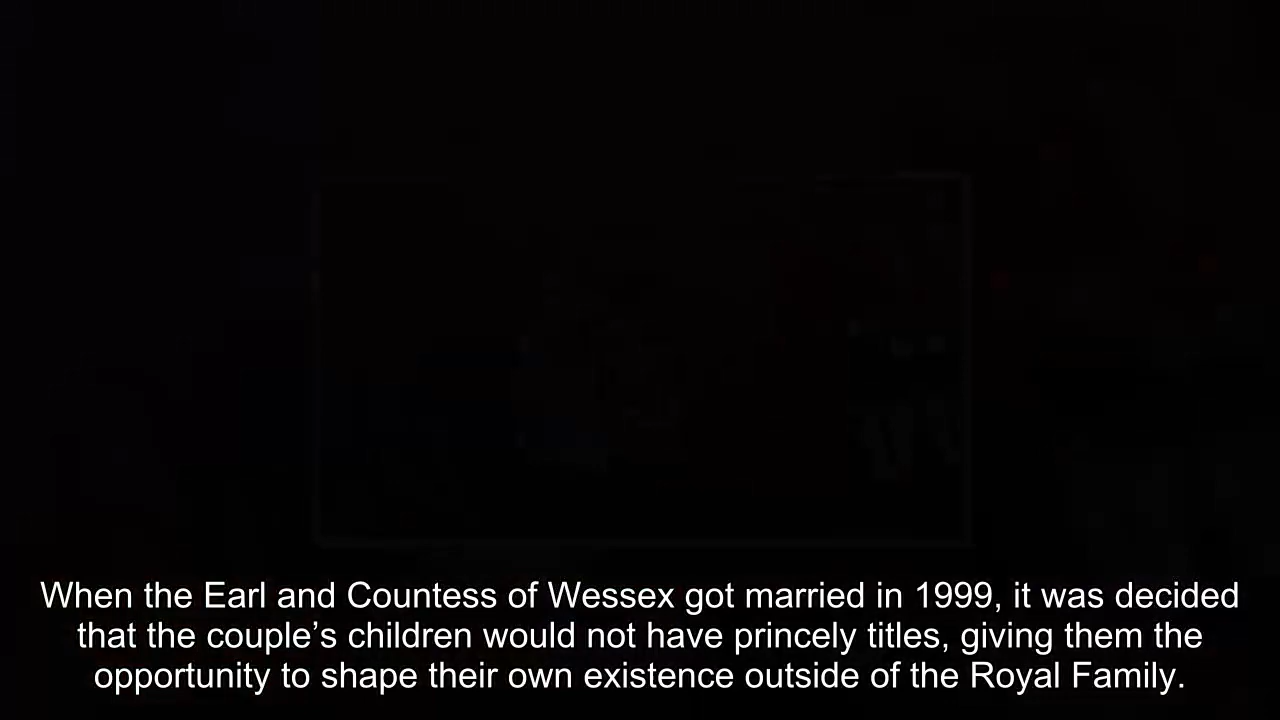 When the Earl and Countess of Wessex got married in 1999, it was decided
that the couple’s children would not have princely titles, giving them the
opportunity to shape their own existence outside of the Royal Family.